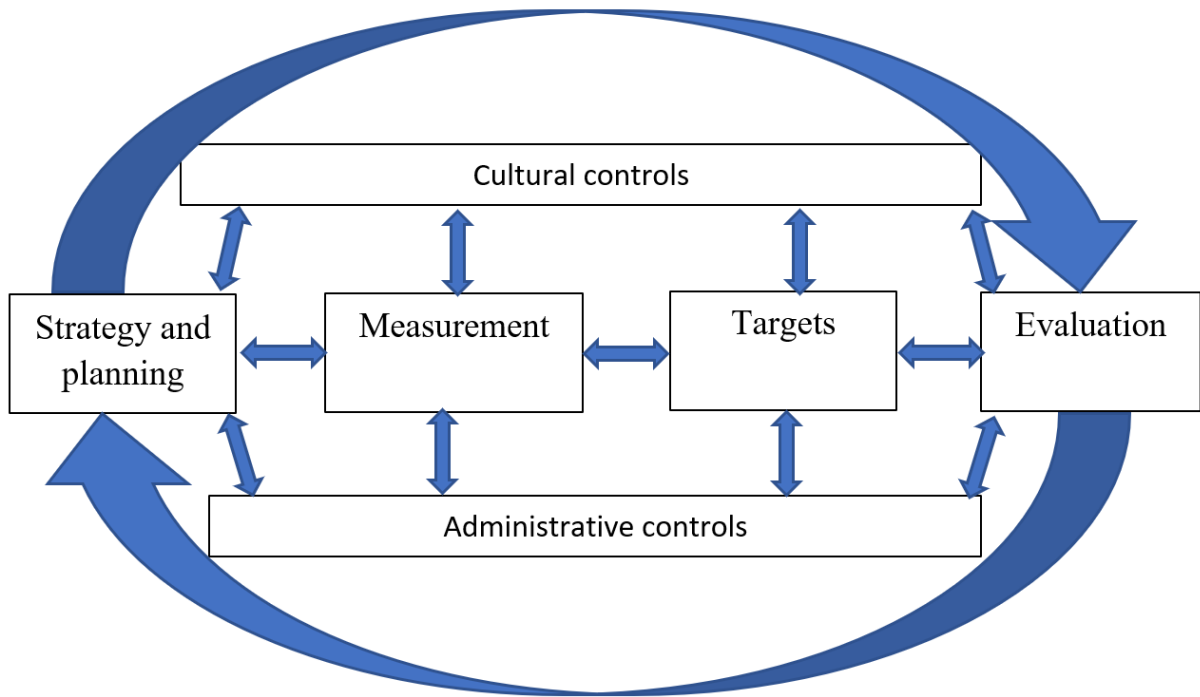 Cultural controls
Strategy and
planning
Measurement
Targets
Evaluation
Administrative controls